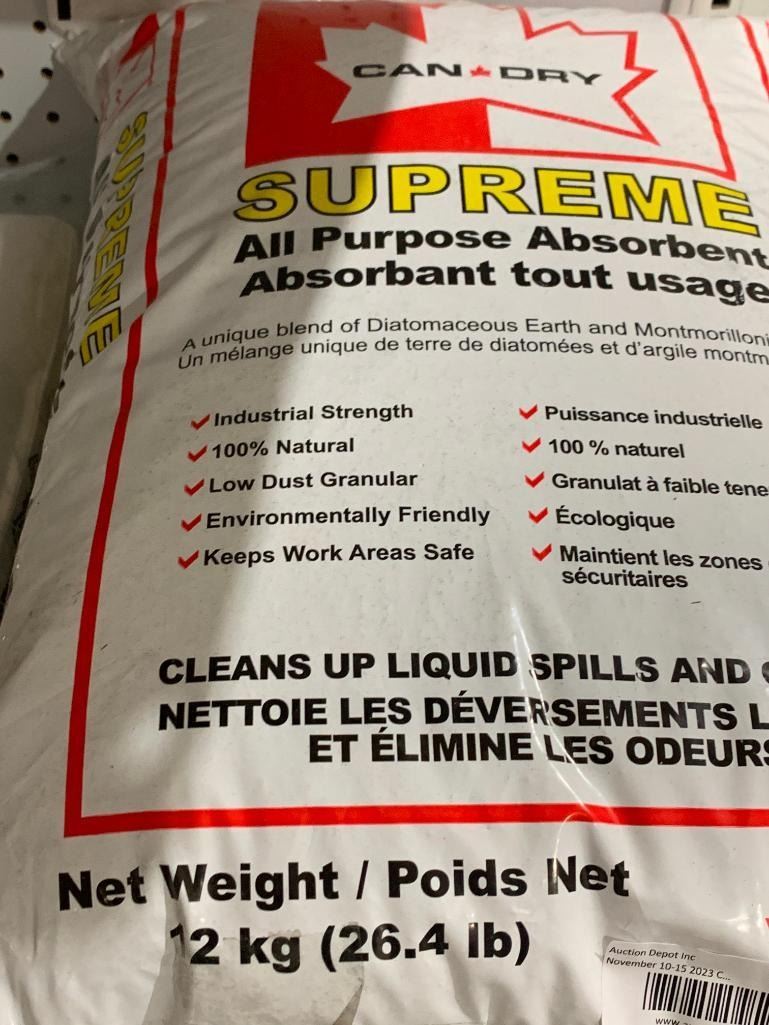 CAN DRY
SUPREME
All Purpose Absorbent
Absorbant tout usage
A unique blend of Diatomaceous Earth and Montmorilloni
Un mélange unique de terre de diatomées et d'argile montm
Industrial Strength
100% Natural
Low Dust Granular
Environmentally Friendly
Keeps Work Areas Safe
Puissance industrielle
100 % naturel
Granulat à faible tene
Écologique
Maintient les zones
sécuritaires
CLEANS UP LIQUID SPILLS AND
NETTOIE LES DÉVERSEMENTS L
ET ÉLIMINE LES ODEURS
Net Weight / Poids Net
12 kg (26.4 lb)
SUPREME
Auction Depot Inc
November 10-15 2023 C...